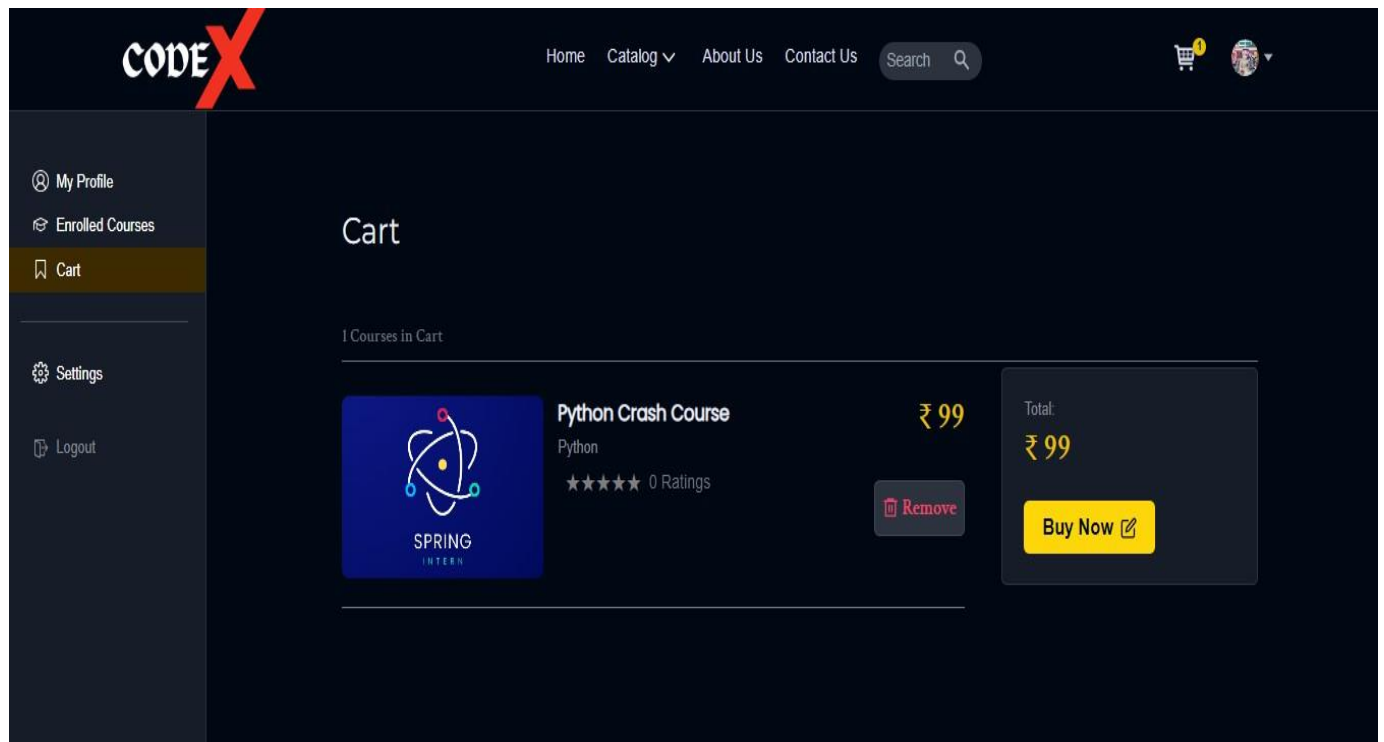 CODEX
Home Catalog About Us Contact Us Search 1
My Profile
Enrolled Courses
Cart
Settings
Logout
Cart
1 Courses in Cart
SPRING
INTERN
Python Crash Course
Python
0 Ratings
₹ 99
Remove
Total:
₹ 99
Buy Now